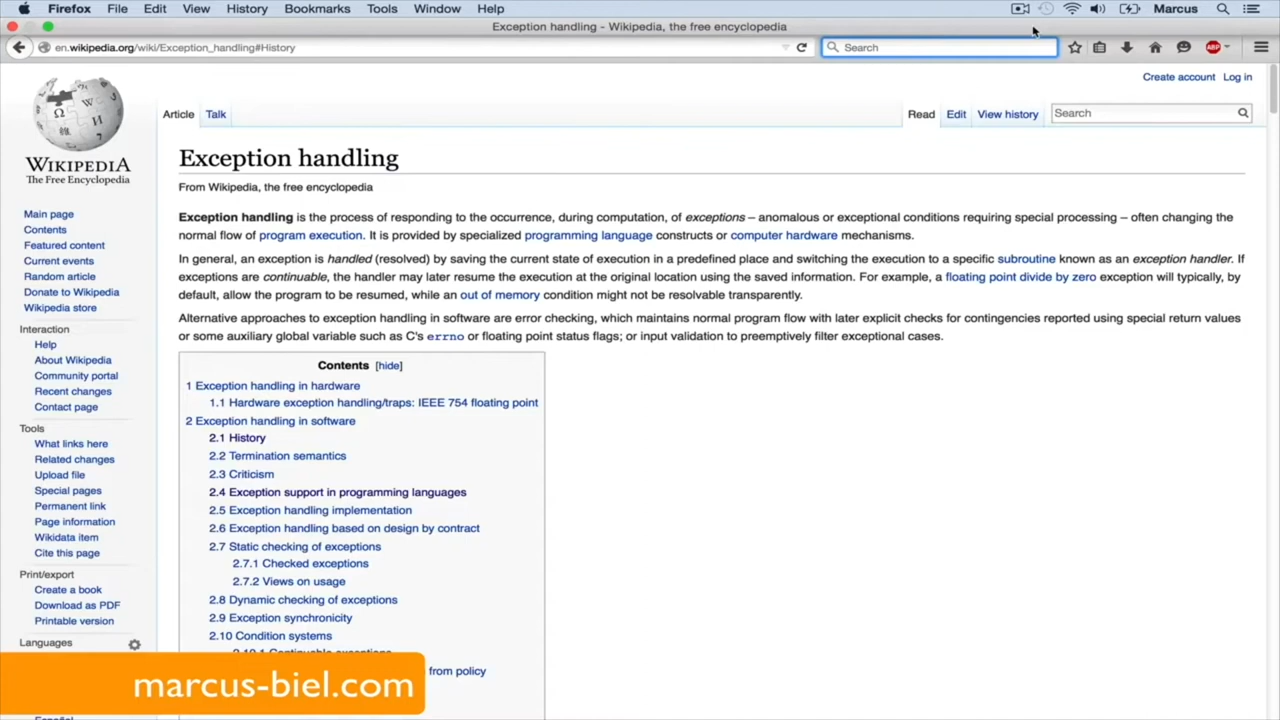 Firefox File Edit View History Bookmarks Tools Window Help Marcus
Exception handling - Wikipedia, the free encyclopedia
en.wikipedia.org/wiki/Exception_handling#History Search ABP
Create account Log in
Article Talk Read Edit View history Search
WIKIPEDIA
The Free Encyclopedia
Main page
Contents
Featured content
Current events
Random article
Donate to Wikipedia
Wikipedia store
Interaction
Help
About Wikipedia
Community portal
Recent changes
Contact page
Tools
What links here
Related changes
Upload file
Special pages
Permanent link
Page information
Wikidata item
Cite this page
Print/export
Create a book
Download as PDF
Printable version
Languages
Exception handling
From Wikipedia, the free encyclopedia
Exception handling is the process of responding to the occurrence, during computation, of exceptions – anomalous or exceptional conditions requiring special processing – often changing the
normal flow of program execution. It is provided by specialized programming language constructs or computer hardware mechanisms.
In general, an exception is handled (resolved) by saving the current state of execution in a predefined place and switching the execution to a specific subroutine known as an exception handler. If
exceptions are continuable, the handler may later resume the execution at the original location using the saved information. For example, a floating point divide by zero exception will typically, by
default, allow the program to be resumed, while an out of memory condition might not be resolvable transparently.
Alternative approaches to exception handling in software are error checking, which maintains normal program flow with later explicit checks for contingencies reported using special return values
or some auxiliary global variable such as C's errno or floating point status flags; or input validation to preemptively filter exceptional cases.
Contents [hide]
1 Exception handling in hardware
1.1 Hardware exception handling/traps: IEEE 754 floating point
2 Exception handling in software
2.1 History
2.2 Termination semantics
2.3 Criticism
2.4 Exception support in programming languages
2.5 Exception handling implementation
2.6 Exception handling based on design by contract
2.7 Static checking of exceptions
2.7.1 Checked exceptions
2.7.2 Views on usage
2.8 Dynamic checking of exceptions
2.9 Exception synchronicity
2.10 Condition systems
2.10.1 Continuable exceptions
from policy
marcus-biel.com